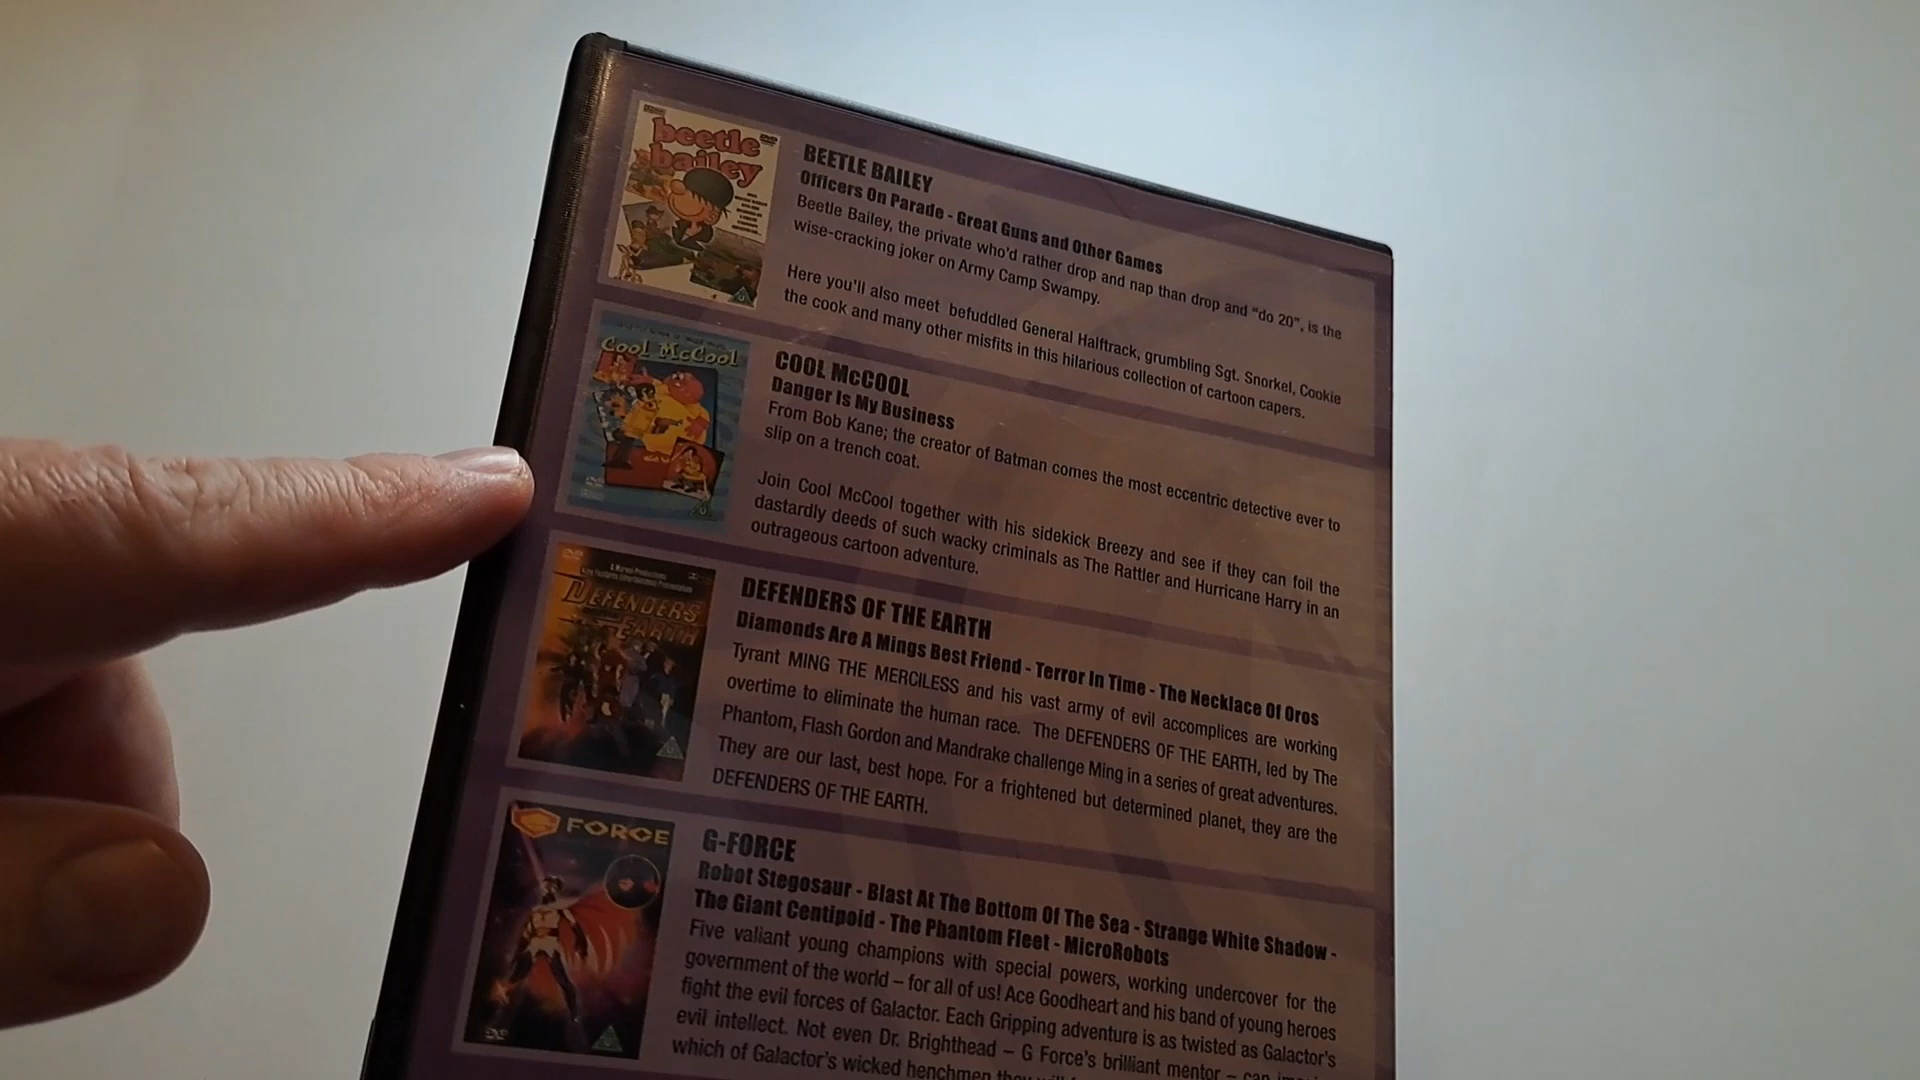 beetle
bailey
BEETLE BAILEY
Officers On Parade - Great Guns and Other Games
Beetle Bailey, the private who'd rather drop and nap than drop and "do 20", is the
wise-cracking joker on Army Camp Swampy.
Here you'll also meet befuddled General Halftrack, grumbling Sgt. Snorkel, Cookie
the cook and many other misfits in this hilarious collection of cartoon capers.
Cool McCool
COOL McCOOL
Danger Is My Business
From Bob Kane; the creator of Batman comes the most eccentric detective ever to
slip on a trench coat.
Join Cool McCool together with his sidekick Breezy and see if they can foil the
dastardly deeds of such wacky criminals as The Rattler and Hurricane Harry in an
outrageous cartoon adventure.
DEFENDERS
EARTH
DEFENDERS OF THE EARTH
Diamonds Are A Mings Best Friend - Terror In Time - The Necklace Of Oros
Tyrant MING THE MERCILESS and his vast army of evil accomplices are working
overtime to eliminate the human race. The DEFENDERS OF THE EARTH, led by The
Phantom, Flash Gordon and Mandrake challenge Ming in a series of great adventures.
They are our last, best hope. For a frightened but determined planet, they are the
DEFENDERS OF THE EARTH.
G FORCE
G-FORCE
Robot Stegosaur - Blast At The Bottom Of The Sea - Strange White Shadow -
The Giant Centipoid - The Phantom Fleet - MicroRobots
Five valiant young champions with special powers, working undercover for the
government of the world – for all of us! Ace Goodheart and his band of young heroes
fight the evil forces of Galactor. Each Gripping adventure is as twisted as Galactor's
evil intellect. Not even Dr. Brighthead – G Force's brilliant mentor – can
which of Galactor's wicked henchmen they